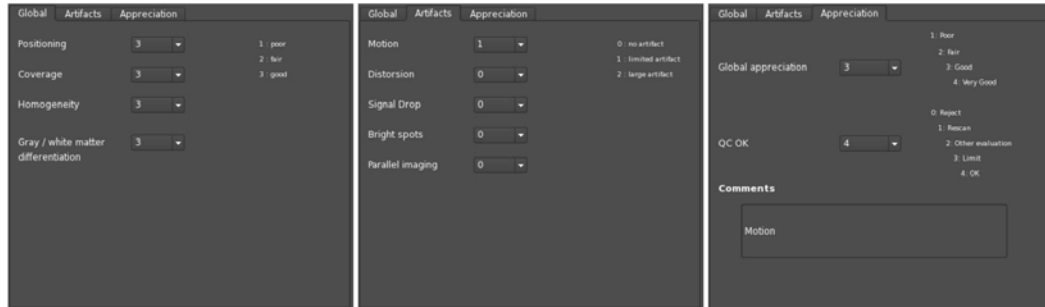 Global Artifacts Appreciation
Positioning 3 1 : poor
2 : fair
Coverage 3 3 : good
Homogeneity 3
Gray / white matter 3
differentiation
Global Artifacts Appreciation
Motion 1 0 : no artifact
1 : limited artifact
Distorsion 0 2 : large artifact
Signal Drop 0
Bright spots 0
Parallel imaging 0
Global Artifacts Appreciation
1: Poor
2: Fair
Global appreciation 3 3: Good
4: Very Good
0: Reject
1: Rescan
QC OK 4 2: Other evaluation
3: Limit
4: OK
Comments
Motion